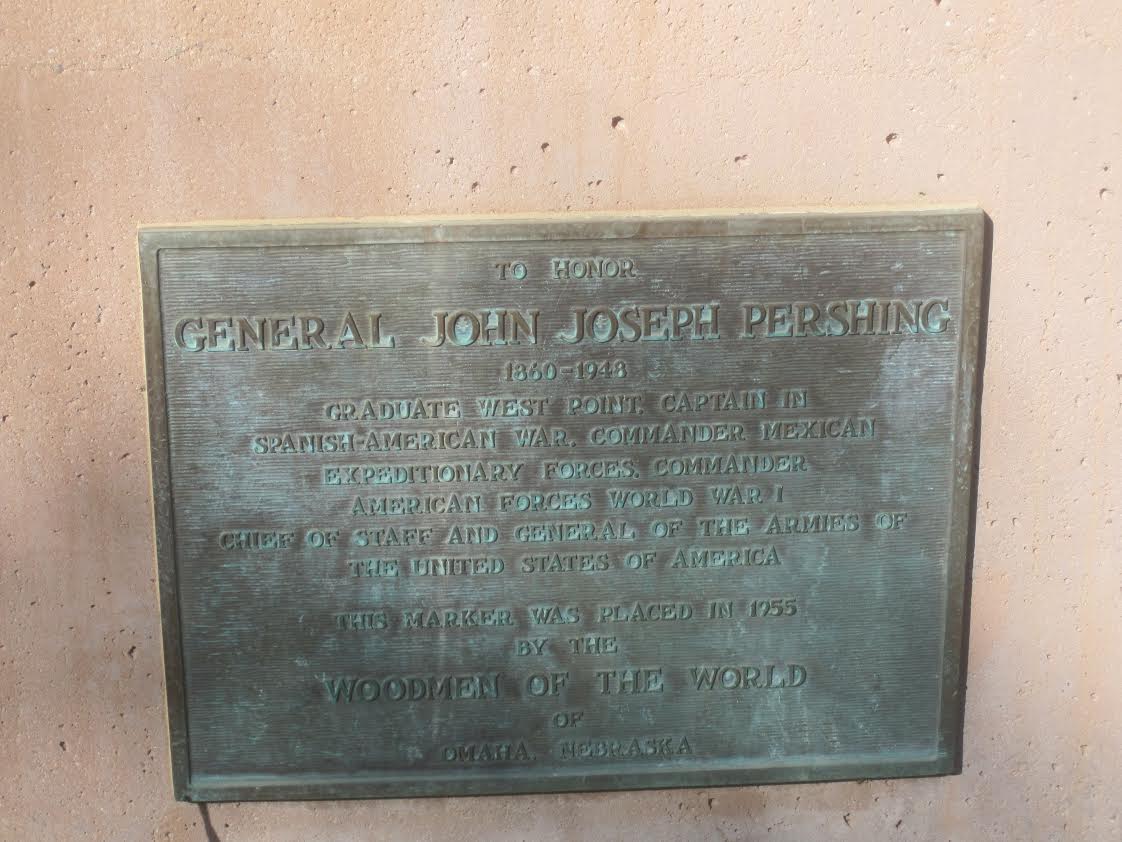 TO HONOR
GENERAL JOHN JOSEPH PERSHING
1860-1948
GRADUATE WEST POINT, CAPTAIN IN
SPANISH-AMERICAN WAR, COMMANDER MEXICAN
EXPEDITIONARY FORCES, COMMANDER
AMERICAN FORCES WORLD WAR I
CHIEF OF STAFF AND GENERAL OF THE ARMIES OF
THE UNITED STATES OF AMERICA
THIS MARKER WAS PLACED IN 1955
BY THE
WOODMEN OF THE WORLD
OF
OMAHA, NEBRASKA